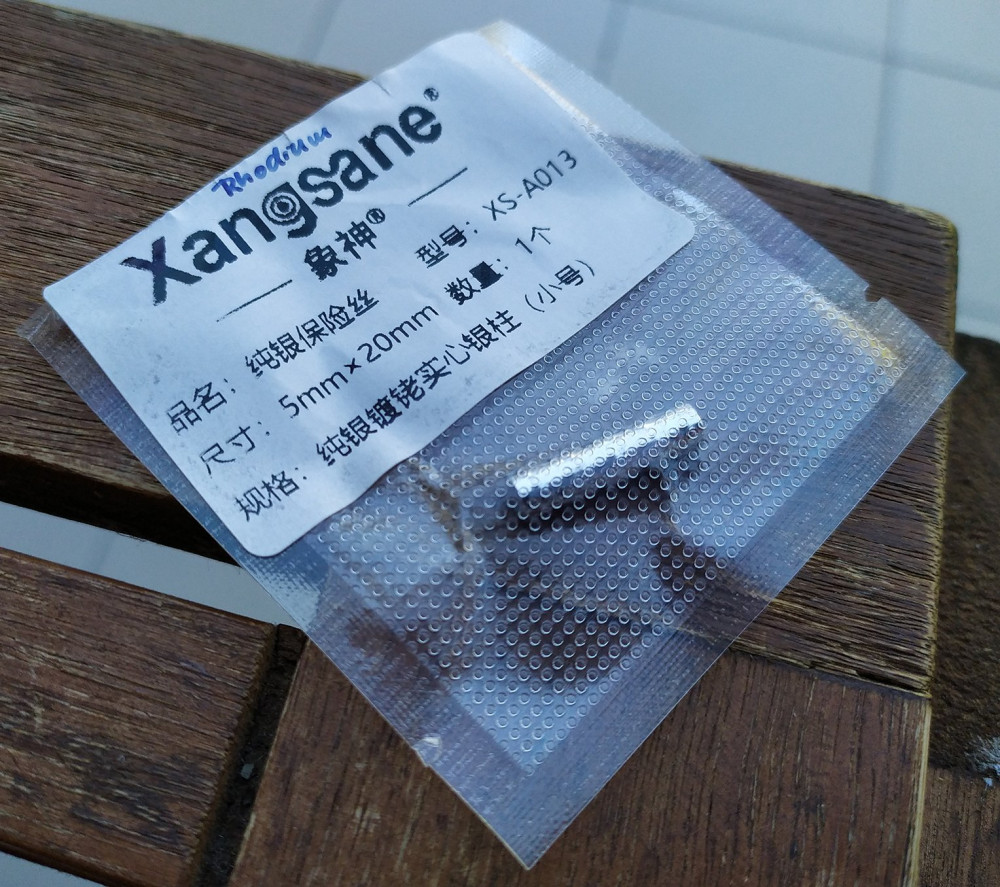 Rhodium
Xangsane®
象神®
品名：纯银保险丝 型号：XS-A013
尺寸：5mm×20mm 数量：1个
规格：纯银镀铑实心银柱（小号）